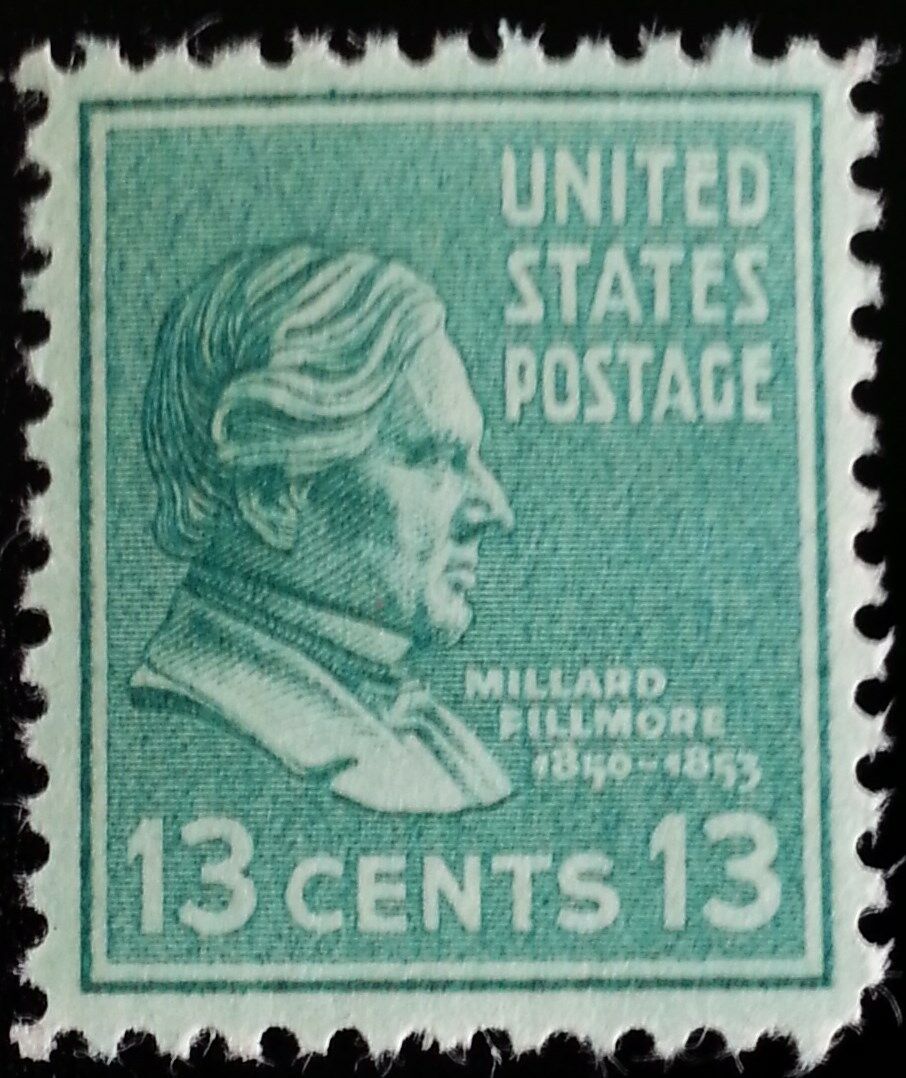 UNITED
STATES
POSTAGE
MILLARD
FILLMORE
1850-1853
13 CENTS 13